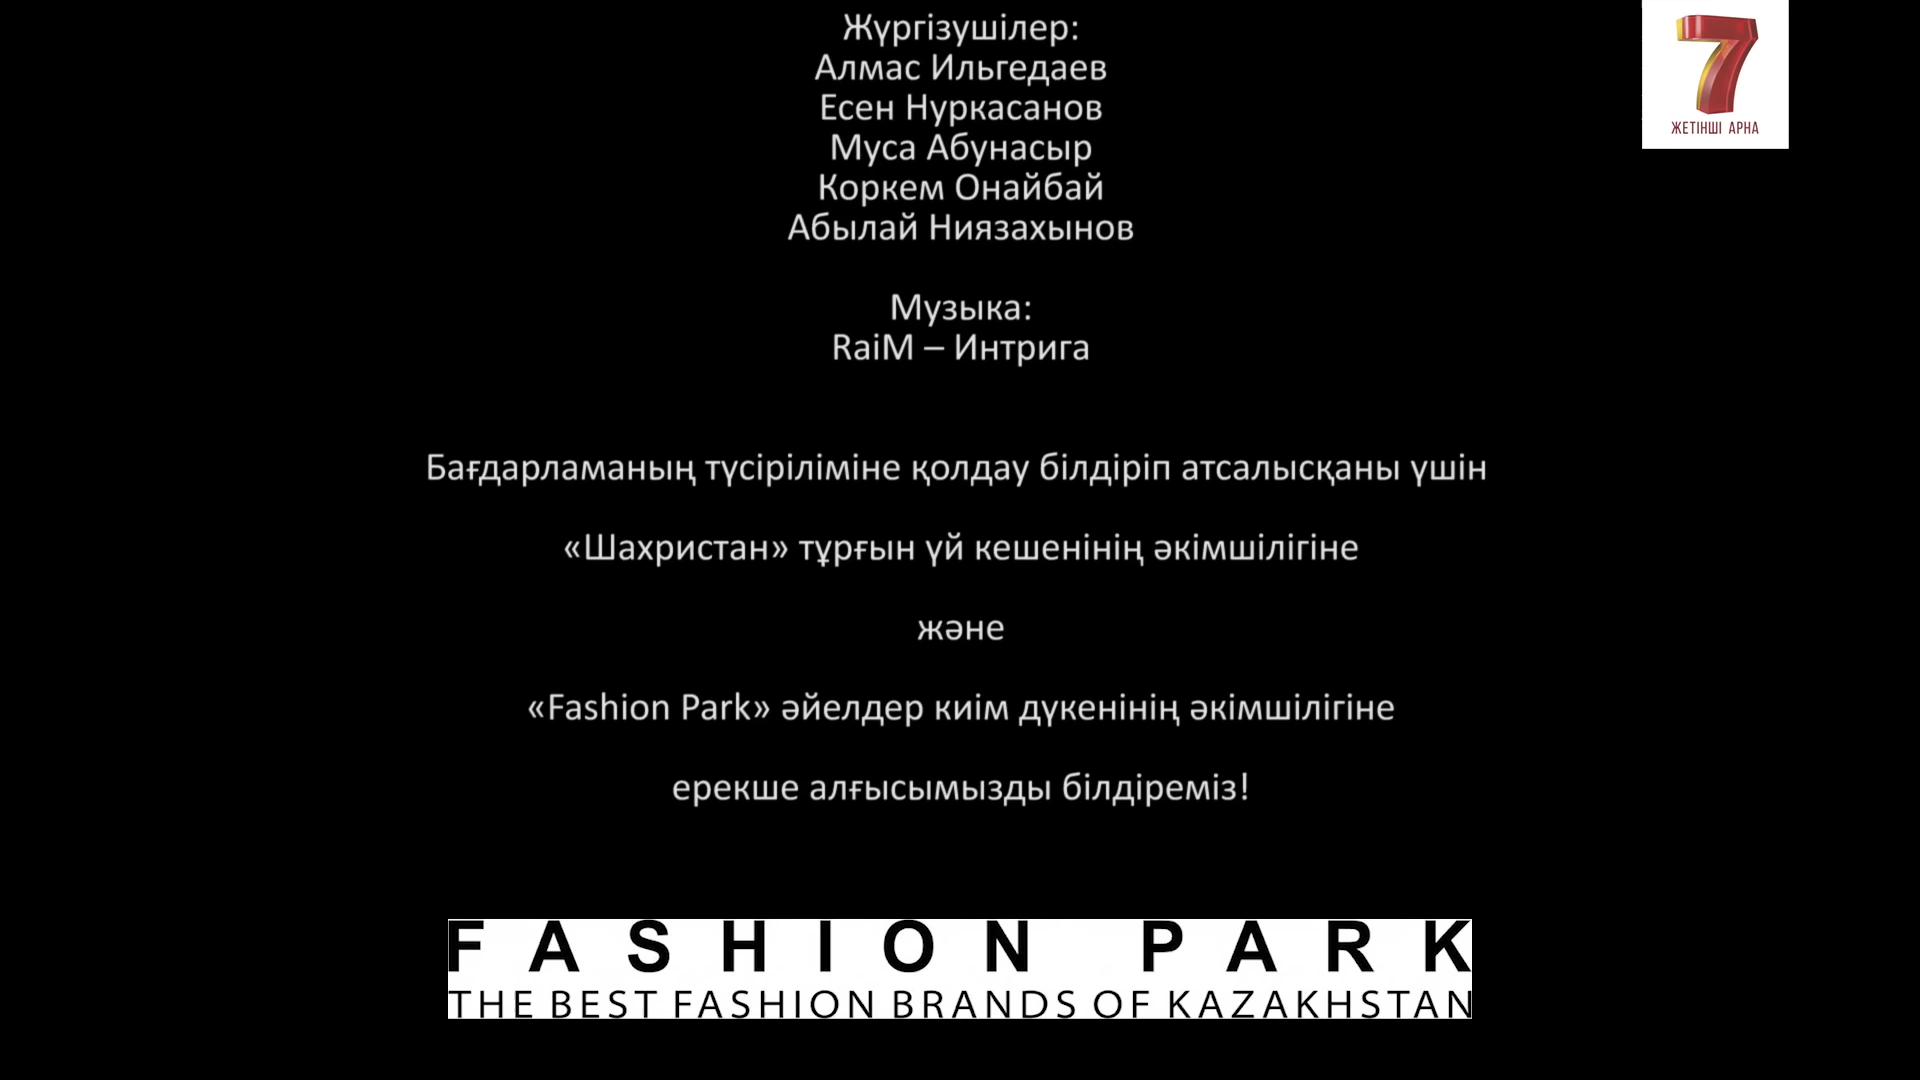 Жүргізушілер:
Алмас Ильгедаев
Есен Нуркасанов
Муса Абунасыр
Коркем Онайбай
Абылай Ниязахынов
Музыка:
RaiM – Интрига
Бағдарламаның түсіріліміне қолдау білдіріп атсалысқаны үшін
«Шахристан» тұрғын үй кешенінің әкімшілігіне
және
«Fashion Park» әйелдер киім дүкенінің әкімшілігіне
ерекше алғысымызды білдіреміз!
FASHION PARK
THE BEST FASHION BRANDS OF KAZAKHSTAN
7
ЖЕТІНШІ АРНА